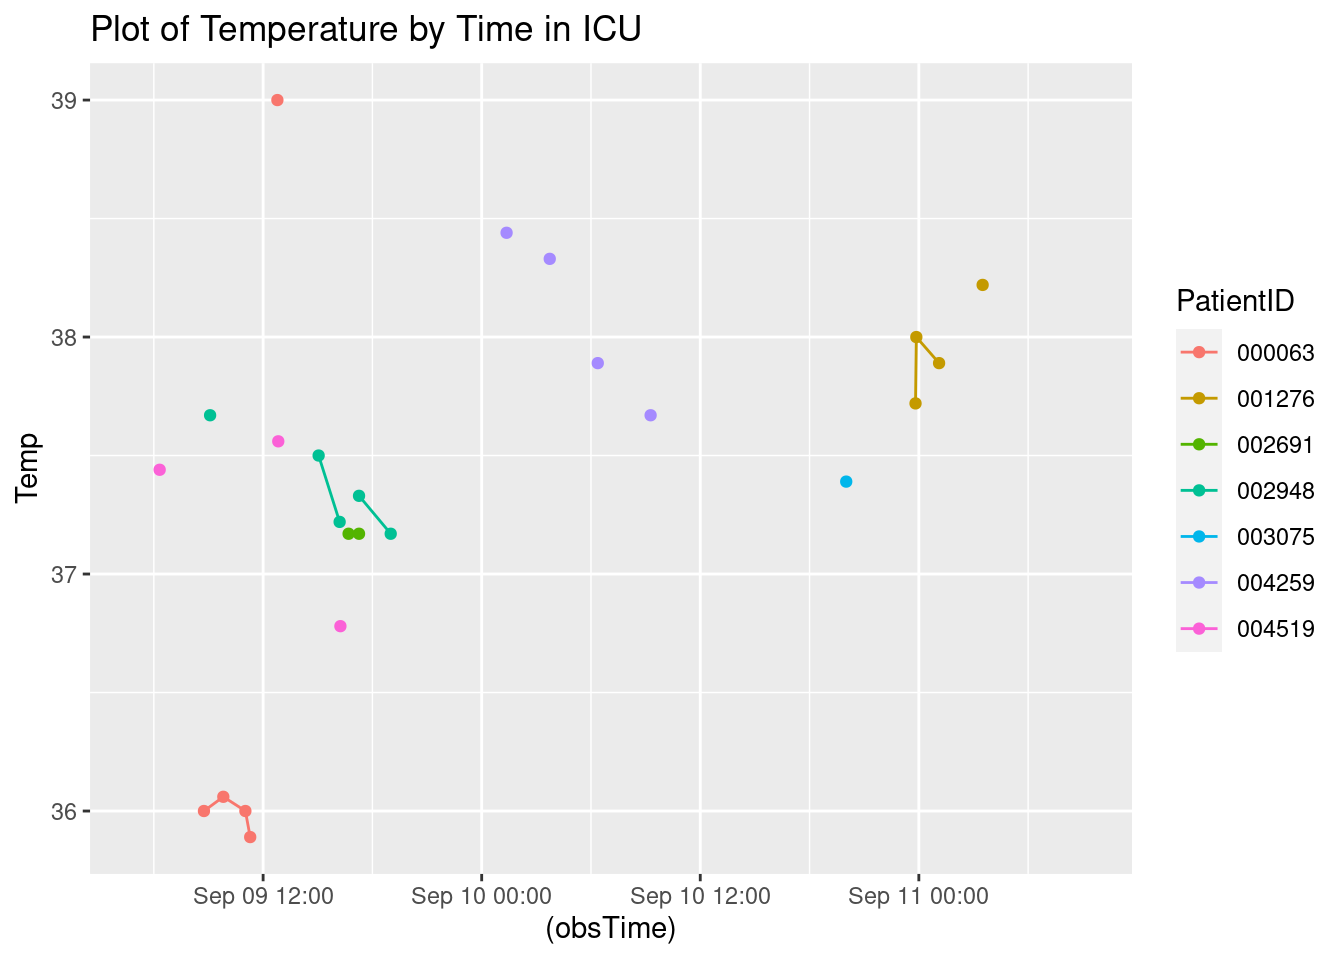 Plot of Temperature by Time in ICU
39
38
37
36
Temp
Sep 09 12:00
Sep 10 00:00
Sep 10 12:00
Sep 11 00:00
(obsTime)
PatientID
000063
001276
002691
002948
003075
004259
004519